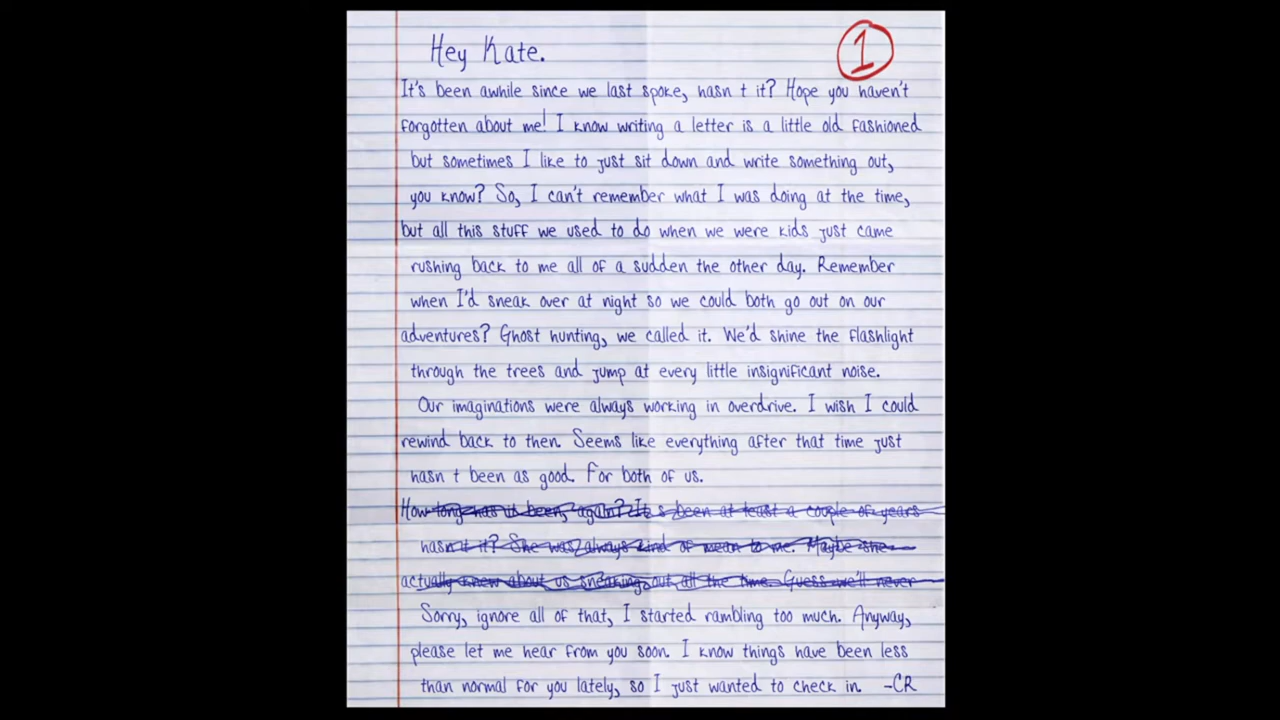 Hey Kate.
1
It's been awhile since we last spoke, hasn t it? Hope you haven't
forgotten about me! I know writing a letter is a little old fashioned
but sometimes I like to just sit down and write something out,
you know? So, I can't remember what I was doing at the time,
but all this stuff we used to do when we were kids just came
rushing back to me all of a sudden the other day. Remember
when I'd sneak over at night so we could both go out on our
adventures? Ghost hunting, we called it. We'd shine the flashlight
through the trees and jump at every little insignificant noise.
Our imaginations were always working in overdrive. I wish I could
rewind back to then. Seems like everything after that time just
hasn t been as good. For both of us.
How long has it been, again? It s been at least a couple of years
hasn t it? She was always kind of mean to me. Maybe she
actually knew about us sneaking out all the time. Guess we'll never
Sorry, ignore all of that, I started rambling too much. Anyway,
please let me hear from you soon. I know things have been less
than normal for you lately, so I just wanted to check in. -CR